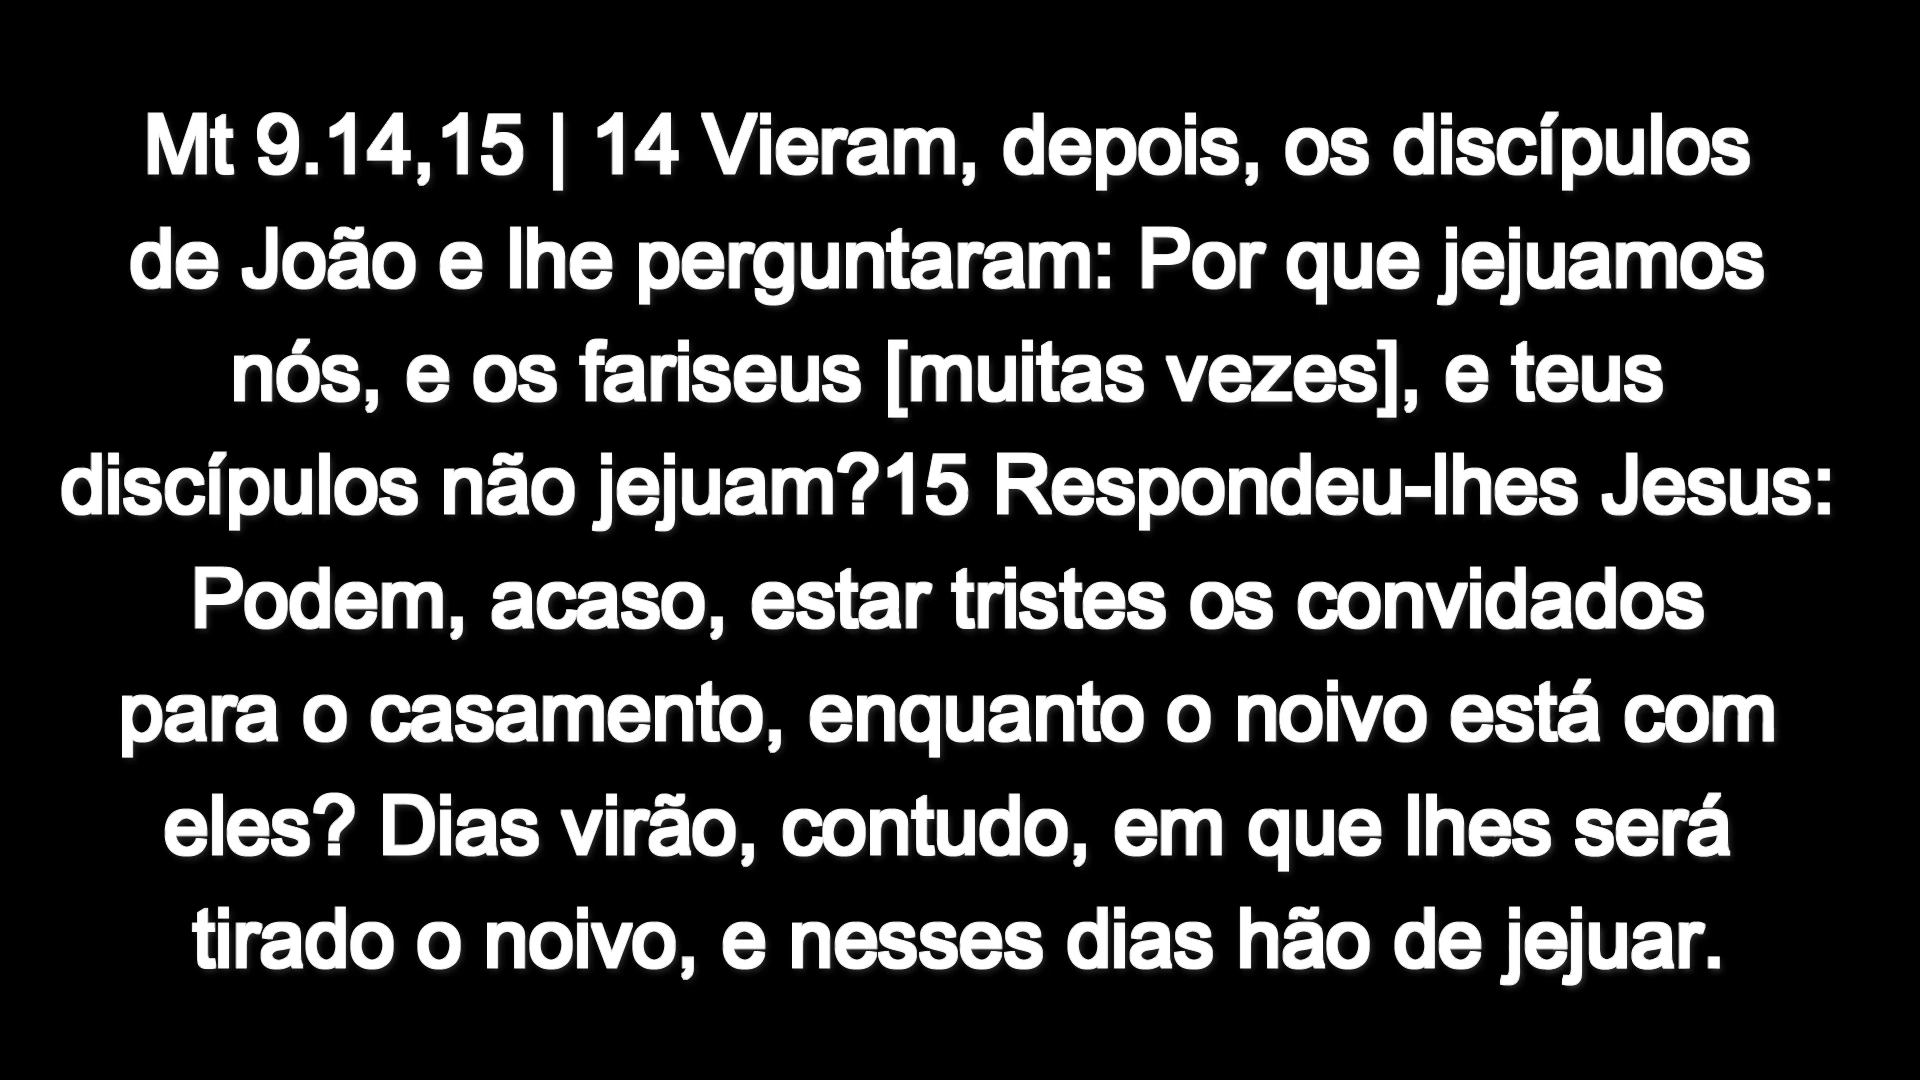 Mt 9.14,15 | 14 Vieram, depois, os discípulos
de João e lhe perguntaram: Por que jejuamos
nós, e os fariseus [muitas vezes], e teus
discípulos não jejuam?15 Respondeu-lhes Jesus:
Podem, acaso, estar tristes os convidados
para o casamento, enquanto o noivo está com
eles? Dias virão, contudo, em que lhes será
tirado o noivo, e nesses dias hão de jejuar.